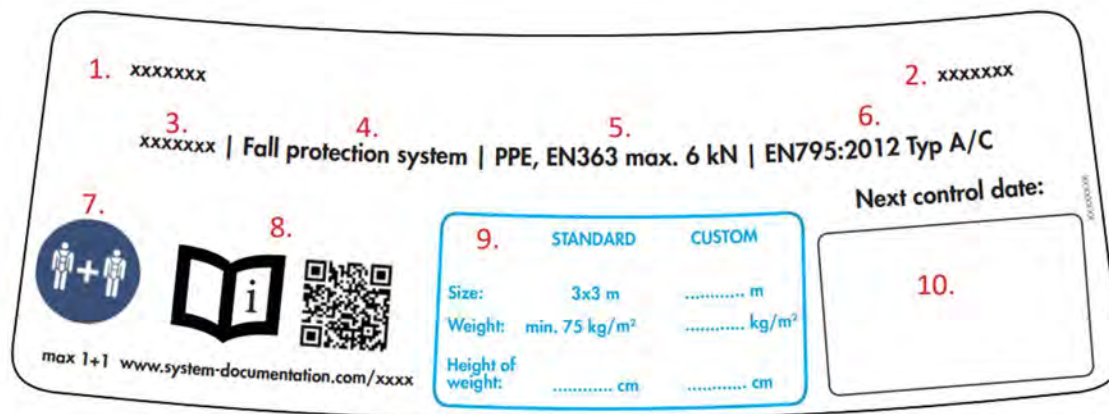 1. xxxxxxx
2. xxxxxxx
3. 4. 5. 6.
xxxxxxx | Fall protection system | PPE, EN363 max. 6 kN | EN795:2012 Typ A/C
7.
8.
i
max 1+1 www.system-documentation.com/xxxx
9. STANDARD CUSTOM
Size: 3x3 m ............ m
Weight: min. 75 kg/m² ............ kg/m²
Height of
weight: ............ cm ............ cm
Next control date:
10.